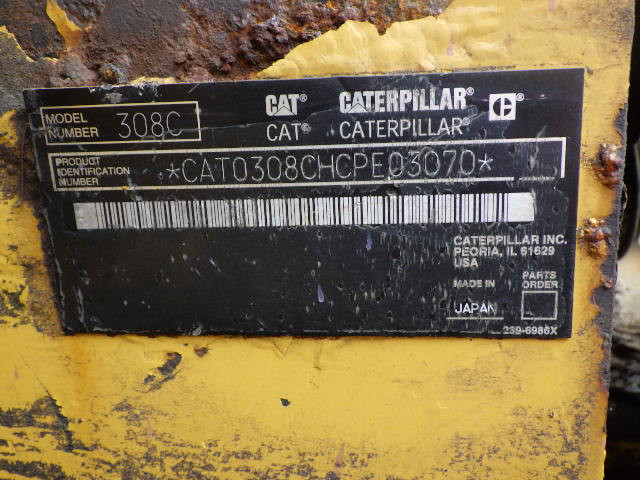 MODEL
NUMBER
308C
CAT CATERPILLAR C
CAT® CATERPILLAR®
PRODUCT
IDENTIFICATION
NUMBER
*CAT0308CHCPE03070*
CATERPILLAR INC.
PEORIA, IL 61629
USA
MADE IN
JAPAN
PARTS
ORDER
239-6986X